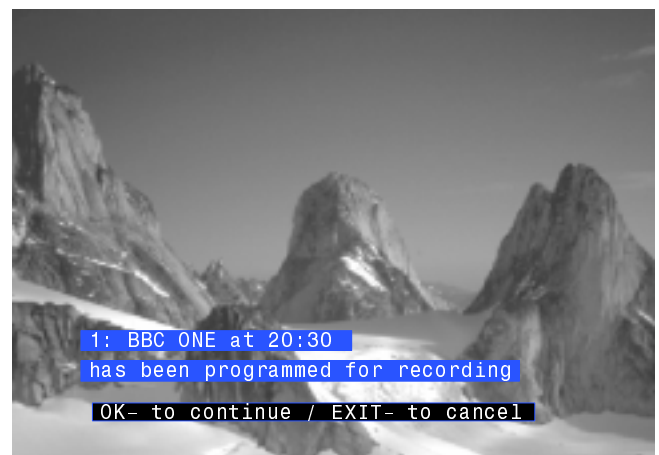 1: BBC ONE at 20:30
has been programmed for recording
OK- to continue / EXIT- to cancel